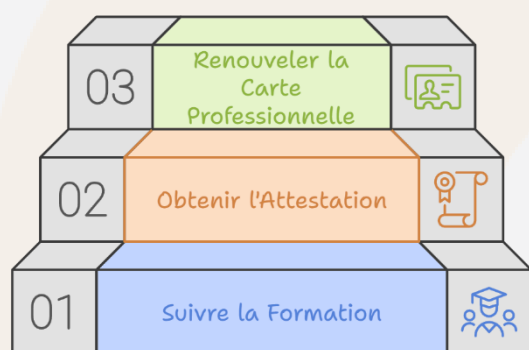 03
Renouveler la
Carte
Professionnelle
02
Obtenir l'Attestation
01
Suivre la Formation